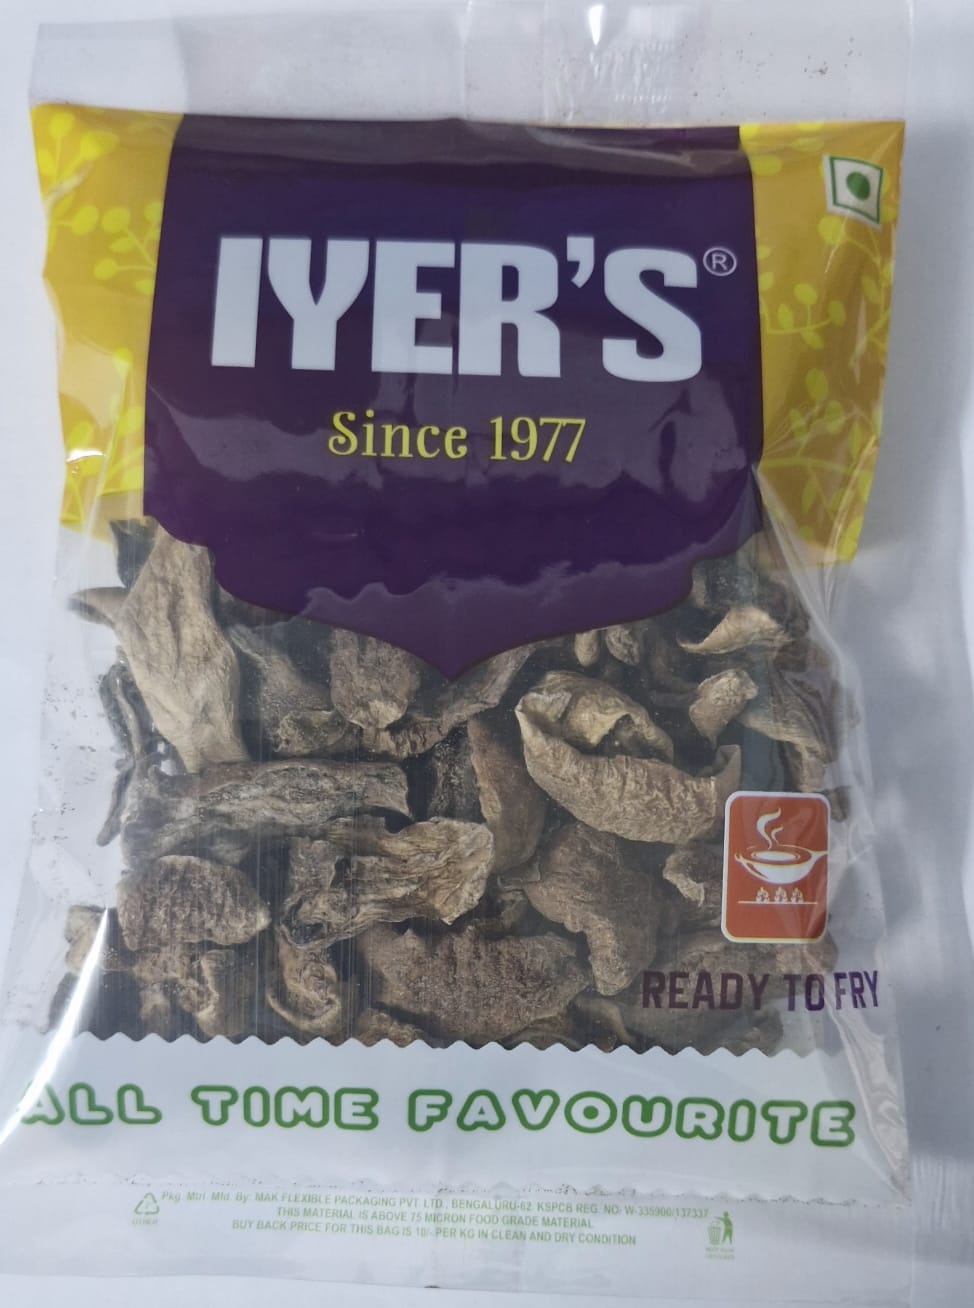 IYER'S®
Since 1977
READY TO FRY
ALL TIME FAVOURITE
Pkg. Mtrl. Mfd. By: MAK FLEXIBLE PACKAGING PVT LTD., BENGALURU-62. KSPCB REG. NO: W-335900/137337
THIS MATERIAL IS ABOVE 75 MICRON FOOD GRADE MATERIAL
BUY BACK PRICE FOR THIS BAG IS 10/- PER KG IN CLEAN AND DRY CONDITION